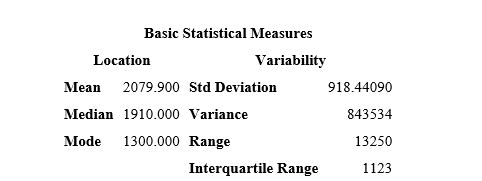 Basic Statistical Measures
Location Variability
Mean 2079.900 Std Deviation 918.44090
Median 1910.000 Variance 843534
Mode 1300.000 Range 13250
Interquartile Range 1123